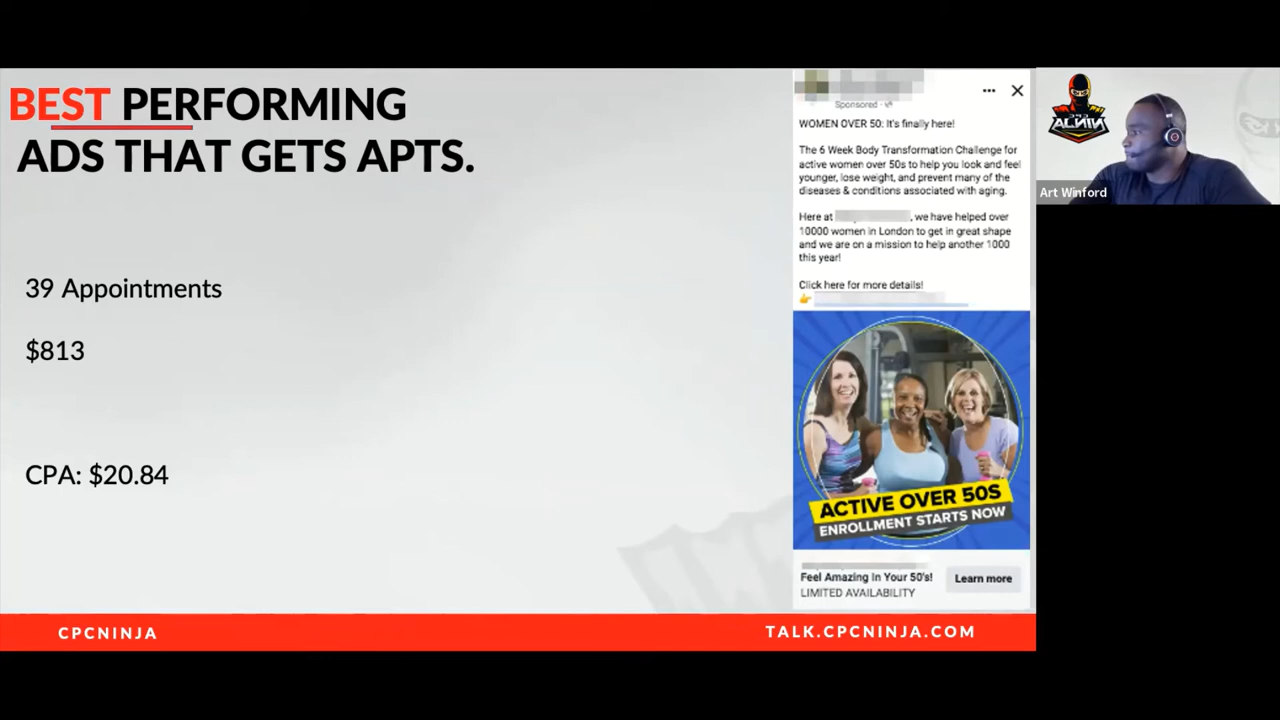 BEST PERFORMING
ADS THAT GETS APTS.
39 Appointments
$813
CPA: $20.84
CPCNINJA
TALK.CPCNINJA.COM
Sponsored ·
WOMEN OVER 50: It's finally here!
The 6 Week Body Transformation Challenge for
active women over 50s to help you look and feel
younger, lose weight, and prevent many of the
diseases & conditions associated with aging.
Here at , we have helped over
10000 women in London to get in great shape
and we are on a mission to help another 1000
this year!
Click here for more details!
ACTIVE OVER 50S
ENROLLMENT STARTS NOW
Feel Amazing In Your 50's!
LIMITED AVAILABILITY
Learn more
CPC
NINJA
Art Winford